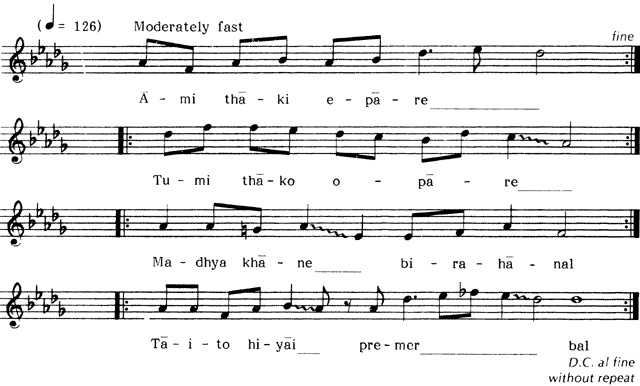 (♩ = 126) Moderately fast
fine
Ā - mi thā - ki e - pā - re
Tu - mi thā - ko o - pā - re
Ma - dhya khā - ne bi - ra - hā - nal
Tā - i - to hi - yāi pre - mer bal
D.C. al fine
without repeat